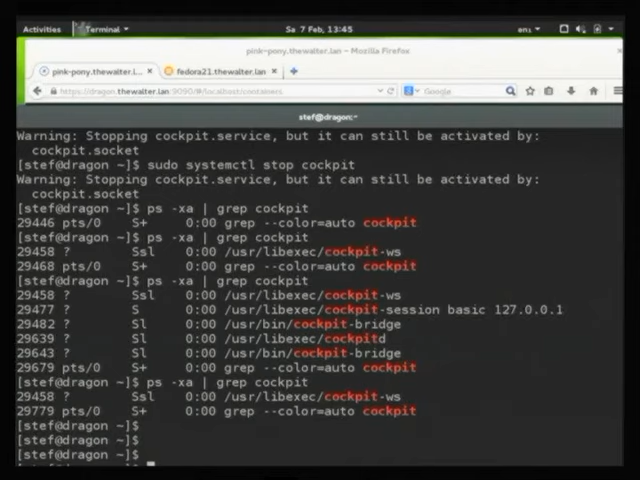 Activities Terminal Sa 7 Feb, 13:45 en1
pink-pony.thewalter.lan – Mozilla Firefox
pink-pony.thewalter.l... × fedora21.thewalter.lan ×
https://dragon.thewalter.lan:9090/#/localhost/containers Google
stef@dragon:~
Warning: Stopping cockpit.service, but it can still be activated by:
  cockpit.socket
[stef@dragon ~]$ sudo systemctl stop cockpit
Warning: Stopping cockpit.service, but it can still be activated by:
  cockpit.socket
[stef@dragon ~]$ ps -xa | grep cockpit
29446 pts/0    S+     0:00 grep --color=auto cockpit
[stef@dragon ~]$ ps -xa | grep cockpit
29458 ?        Ssl    0:00 /usr/libexec/cockpit-ws
29468 pts/0    S+     0:00 grep --color=auto cockpit
[stef@dragon ~]$ ps -xa | grep cockpit
29458 ?        Ssl    0:00 /usr/libexec/cockpit-ws
29477 ?        S      0:00 /usr/libexec/cockpit-session basic 127.0.0.1
29482 ?        Sl     0:00 /usr/bin/cockpit-bridge
29639 ?        Sl     0:00 /usr/libexec/cockpitd
29643 ?        Sl     0:00 /usr/bin/cockpit-bridge
29679 pts/0    S+     0:00 grep --color=auto cockpit
[stef@dragon ~]$ ps -xa | grep cockpit
29458 ?        Ssl    0:00 /usr/libexec/cockpit-ws
29779 pts/0    S+     0:00 grep --color=auto cockpit
[stef@dragon ~]$
[stef@dragon ~]$
[stef@dragon ~]$